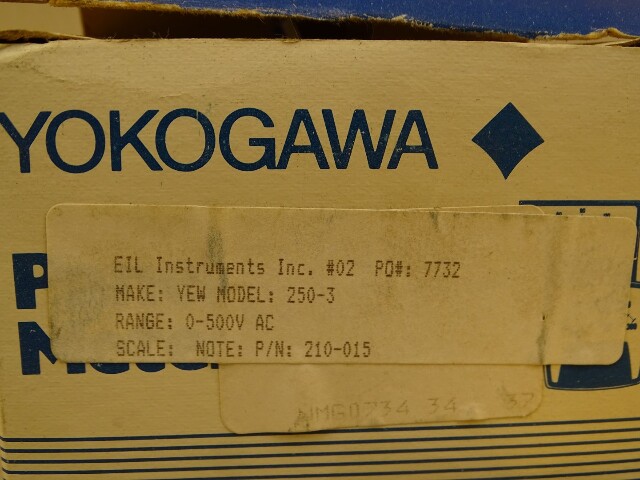 YOKOGAWA
EIL Instruments Inc. #02 PO#: 7732
MAKE: YEW MODEL: 250-3
RANGE: 0-500V AC
SCALE: NOTE: P/N: 210-015